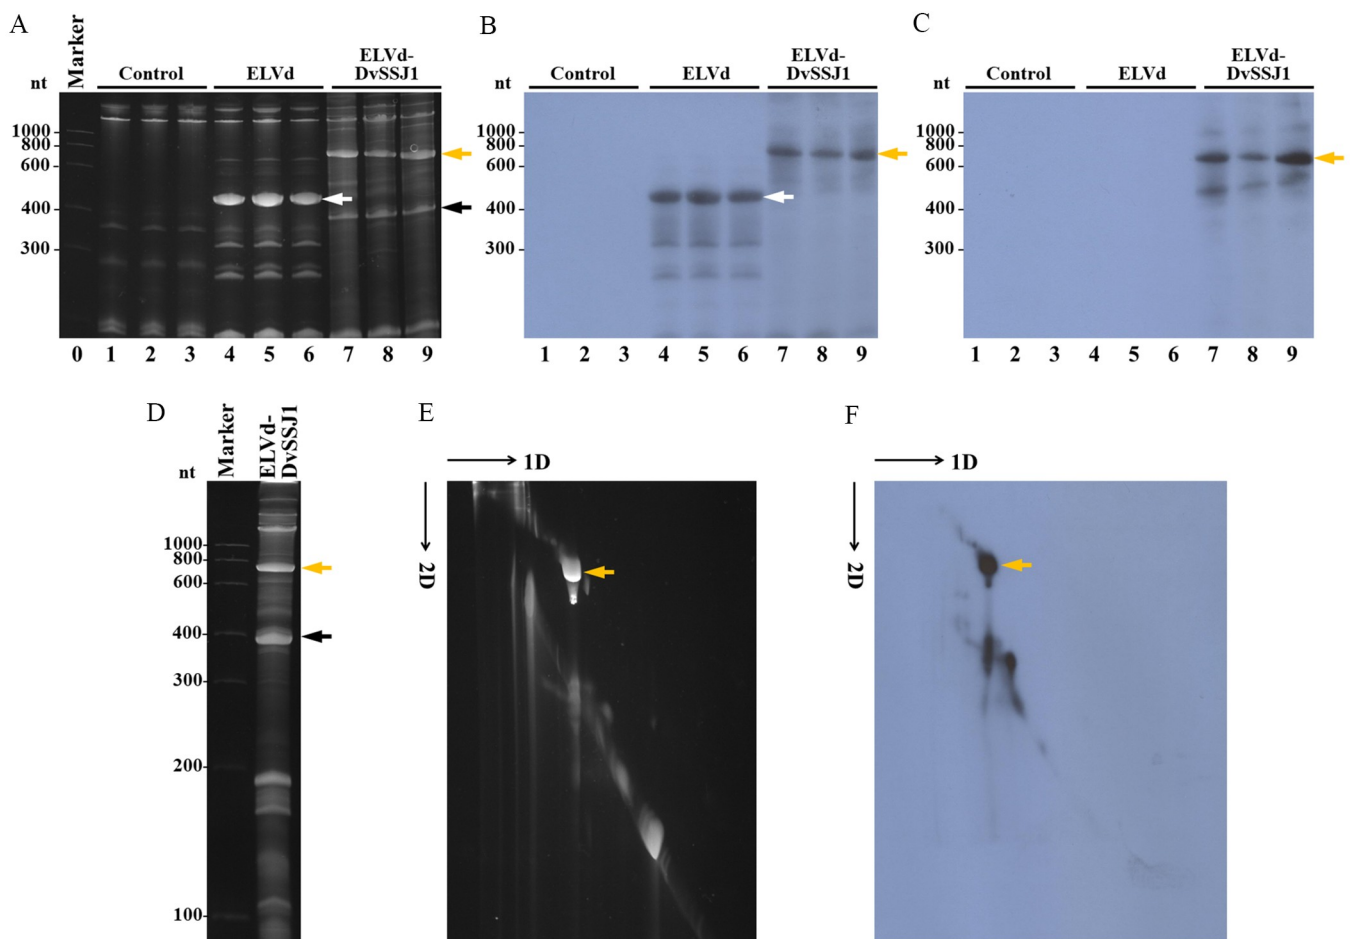 A
Marker
nt
Control
ELVd
ELVd-
DvSSJ1
1000
800
600
400
300
0 1 2 3 4 5 6 7 8 9
B
nt
Control
ELVd
ELVd-
DvSSJ1
1000
800
600
400
300
1 2 3 4 5 6 7 8 9
C
nt
Control
ELVd
ELVd-
DvSSJ1
1000
800
600
400
300
1 2 3 4 5 6 7 8 9
D
Marker
ELVd-
DvSSJ1
nt
1000
800
600
400
300
200
100
E
1D
2D
F
1D
2D